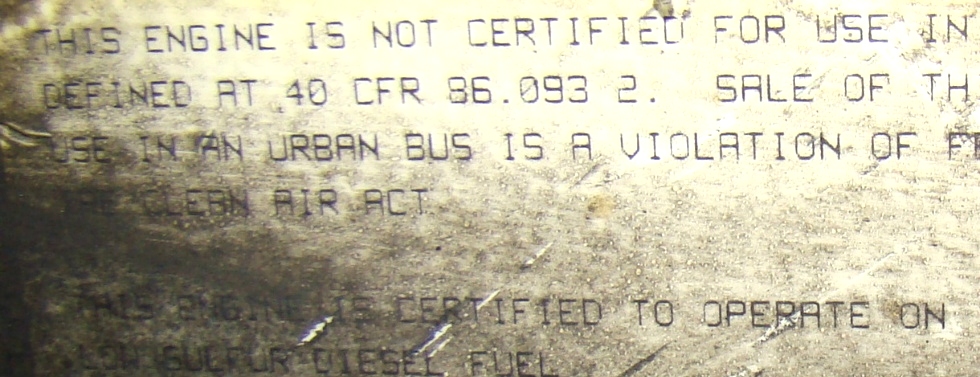 THIS ENGINE IS NOT CERTIFIED FOR USE IN
DEFINED AT 40 CFR 86.093 2. SALE OF TH
USE IN AN URBAN BUS IS A VIOLATION OF
CLEAN AIR ACT
THIS ENGINE IS CERTIFIED TO OPERATE ON
LOW SULFUR DIESEL FUEL